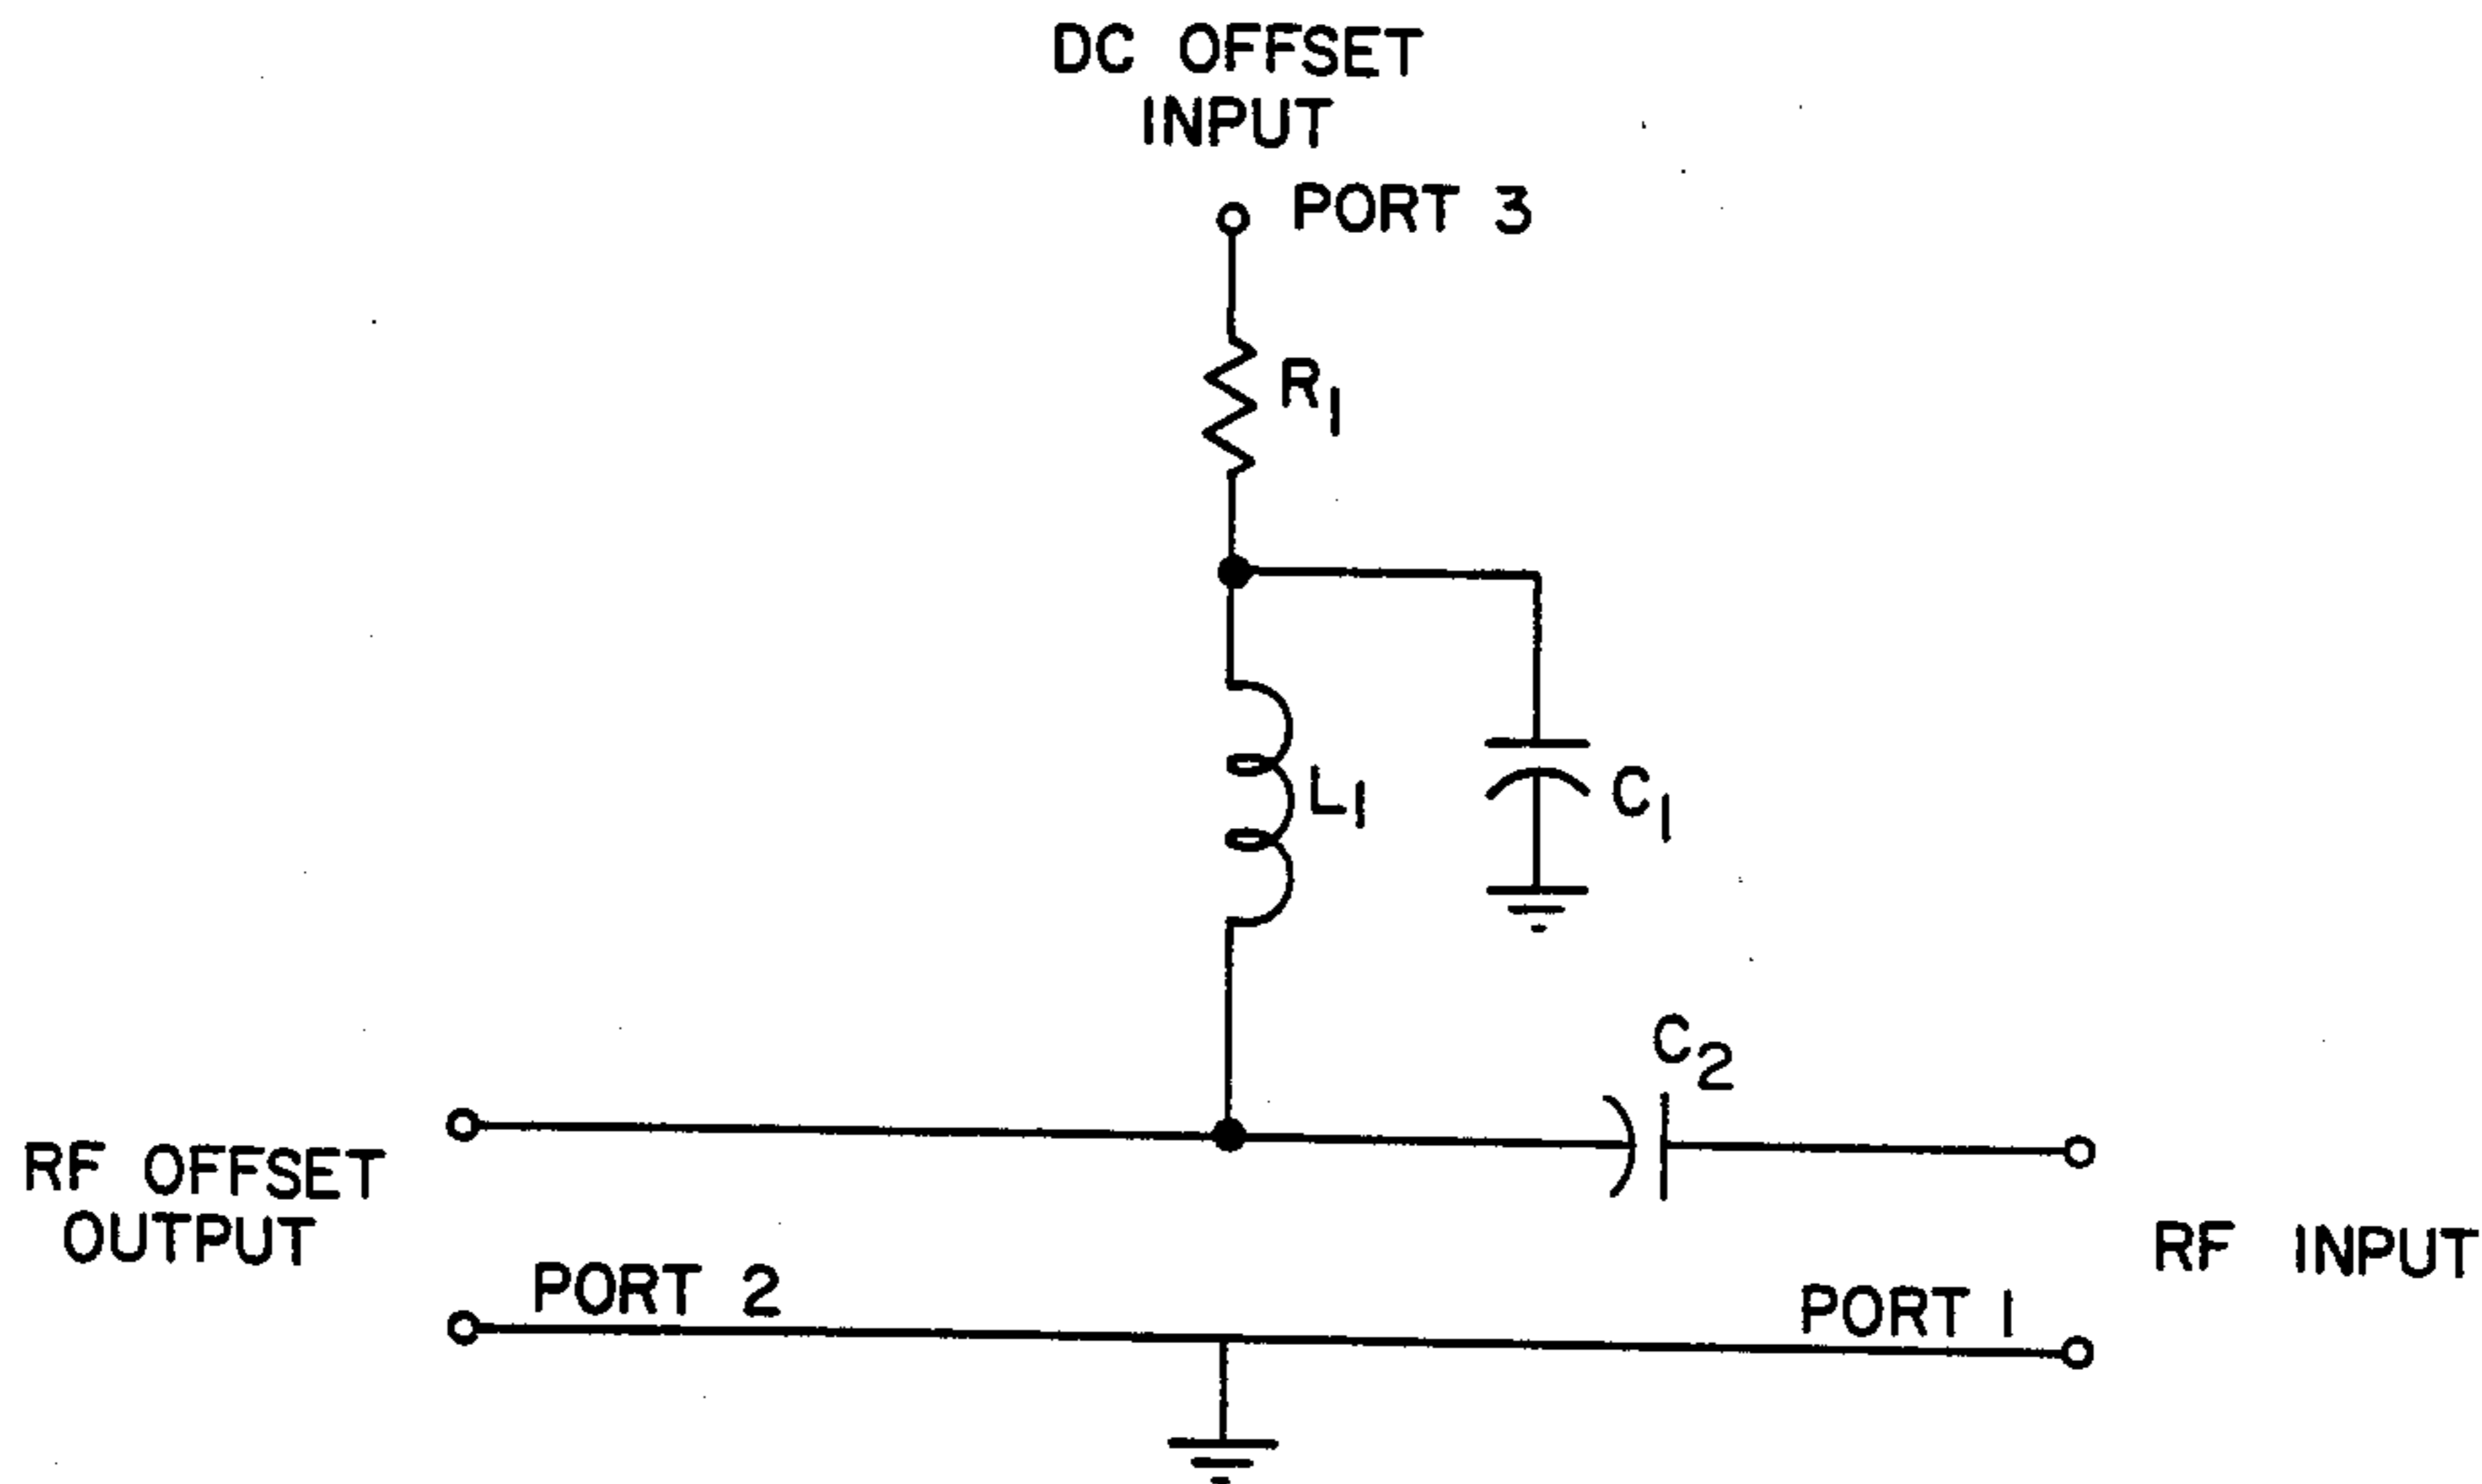 DC OFFSET
INPUT
PORT 3
R1
L1
C1
C2
RF OFFSET
OUTPUT
PORT 2
RF INPUT
PORT 1